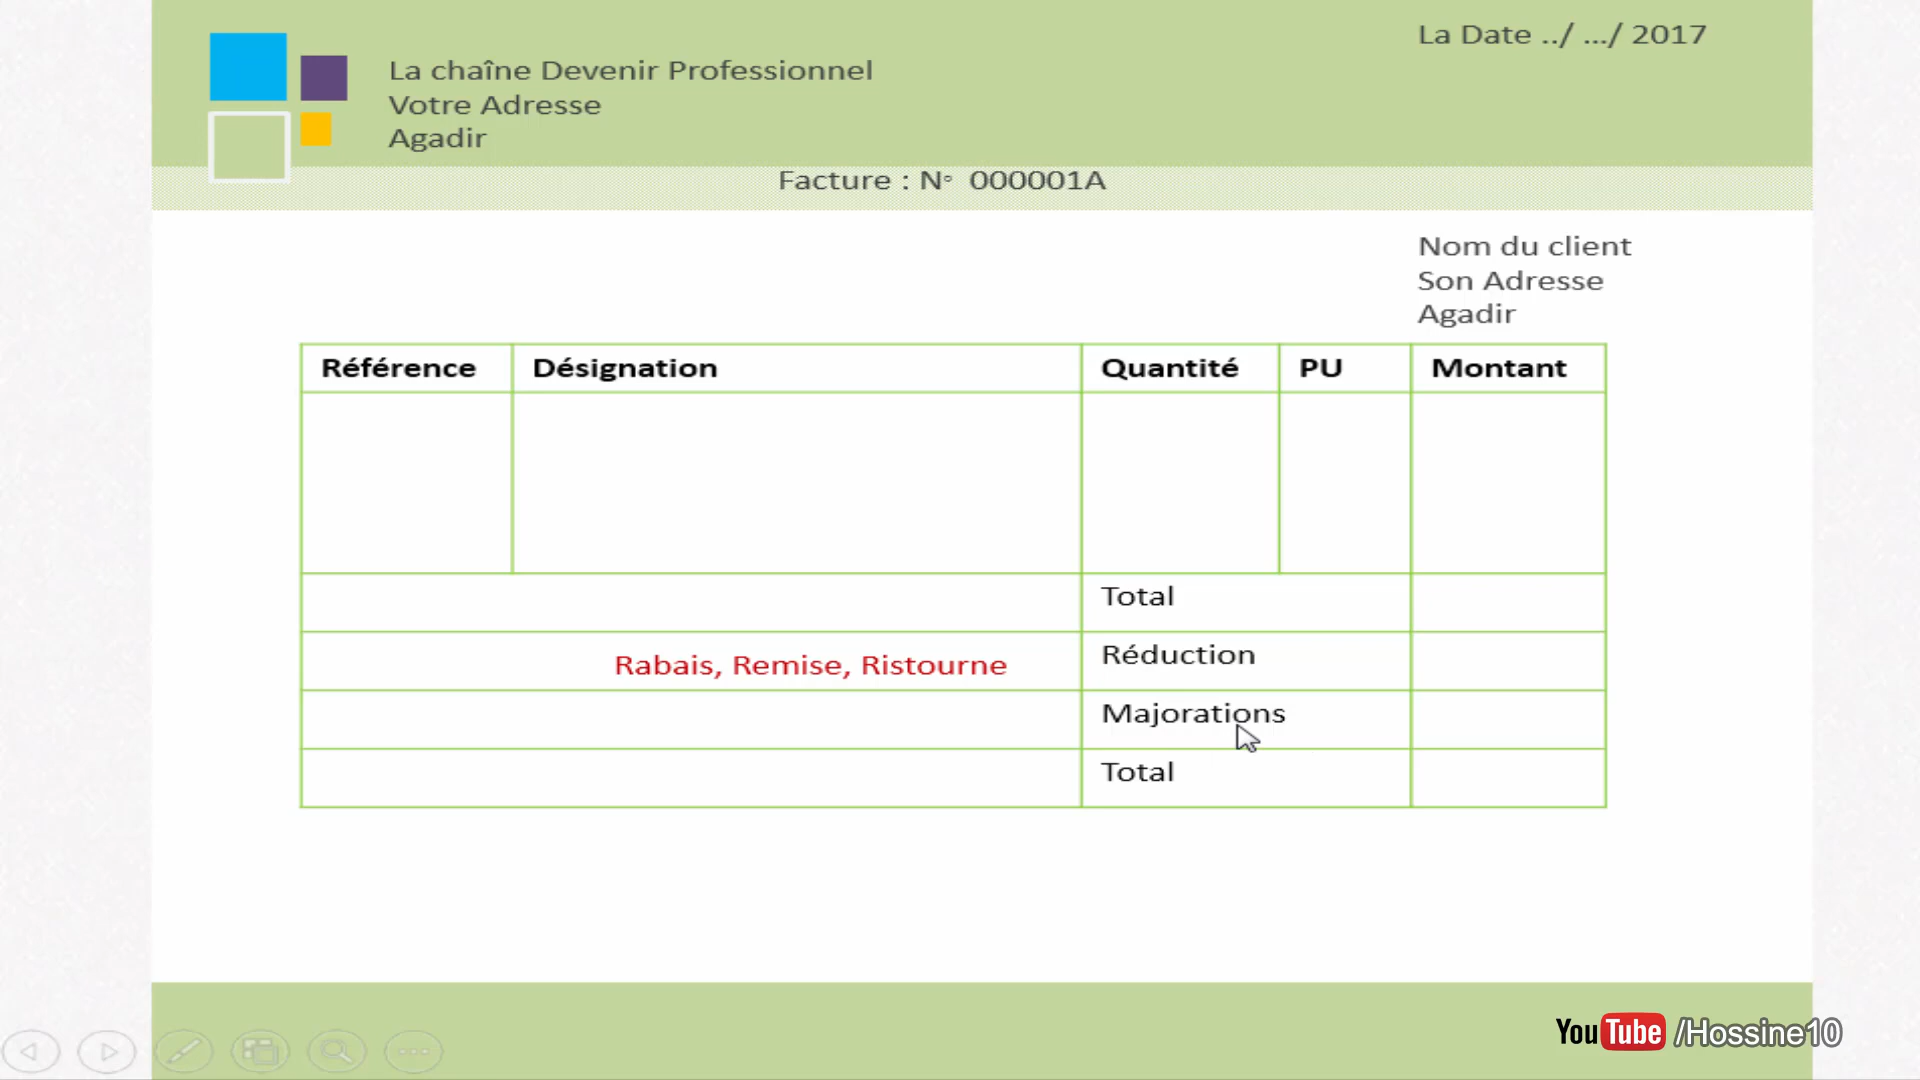 La Date ../ .../ 2017
La chaîne Devenir Professionnel
Votre Adresse
Agadir
Facture : N° 000001A
Nom du client
Son Adresse
Agadir
Référence Désignation Quantité PU Montant
Total
Rabais, Remise, Ristourne Réduction
Majorations
Total
YouTube /Hossine10